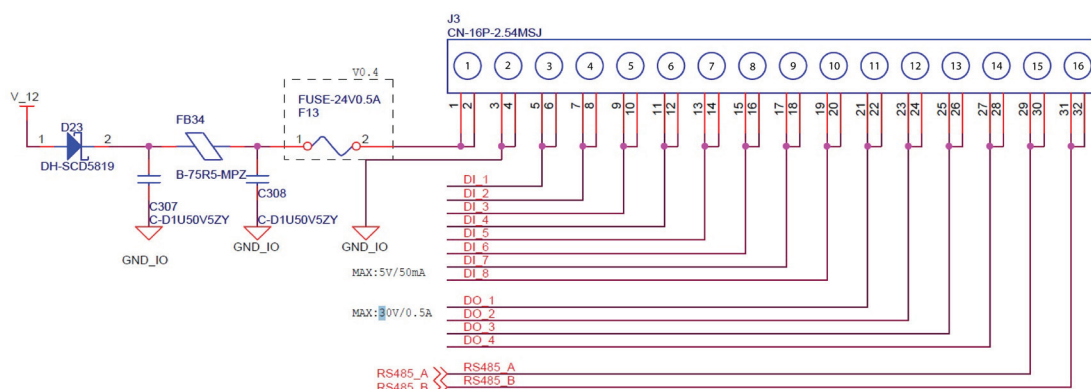 J3
CN-16P-2.54MSJ
1 2 3 4 5 6 7 8 9 10 11 12 13 14 15 16
1 2 3 4 5 6 7 8 9 10 11 12 13 14 15 16 17 18 19 20 21 22 23 24 25 26 27 28 29 30 31 32
V0.4
FUSE-24V0.5A
F13
V_12
D23
FB34
1 2
1 2
DH-SCD5819
B-75R5-MPZ
C307
C308
C-D1U50V5ZY
C-D1U50V5ZY
GND_IO
GND_IO
GND_IO
DI_1
DI_2
DI_3
DI_4
DI_5
DI_6
DI_7
MAX:5V/50mA
DI_8
DO_1
MAX:30V/0.5A
DO_2
DO_3
DO_4
RS485_A
RS485_A
RS485_B
RS485_B